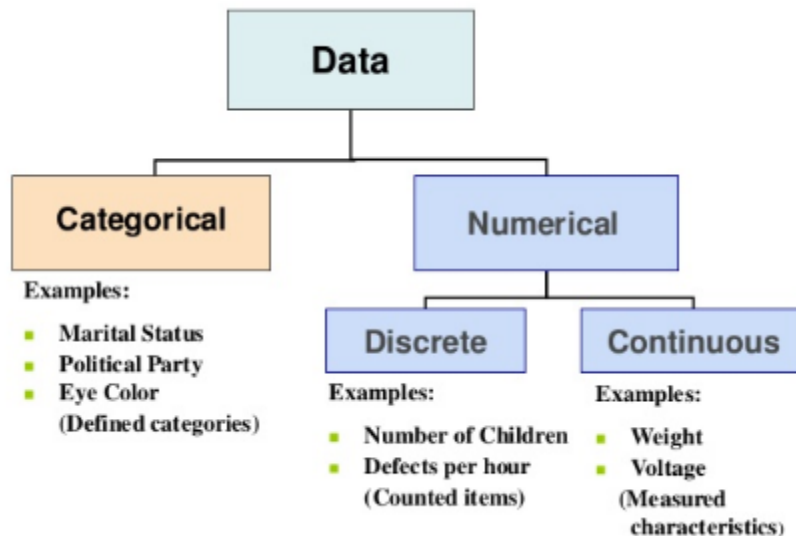 Data
Categorical
Numerical
Examples:
Marital Status
Political Party
Eye Color
(Defined categories)
Discrete
Continuous
Examples:
Number of Children
Defects per hour
(Counted items)
Examples:
Weight
Voltage
(Measured
characteristics)